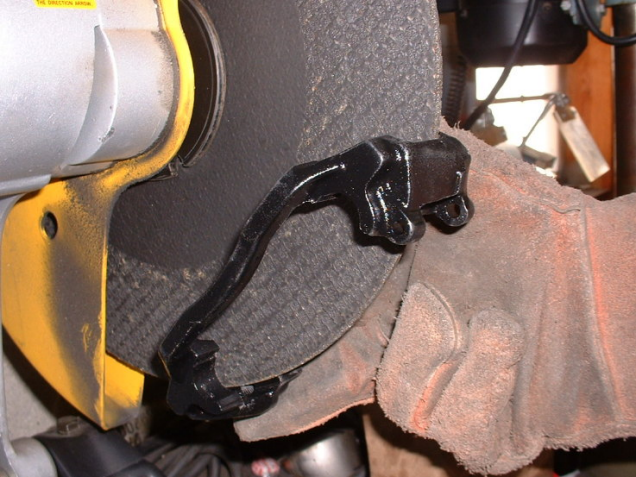 THE DIRECTION ARROW.